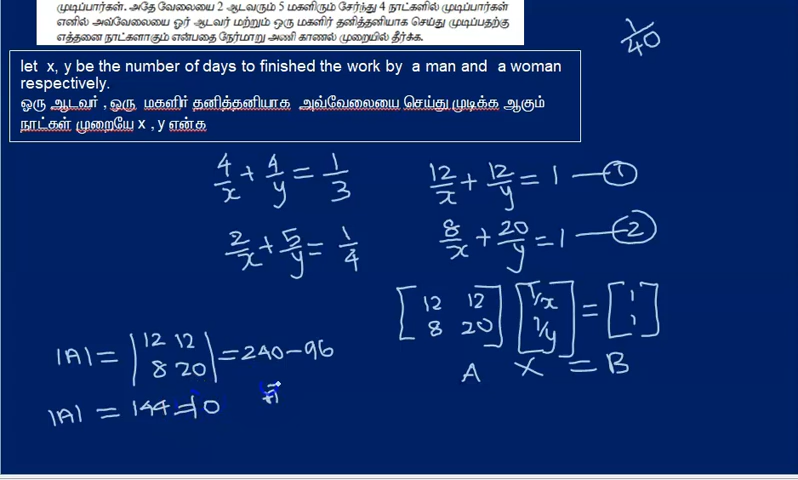 முடிப்பார்கள். அதே வேலையை 2 ஆடவரும் 5 மகளிரும் சேர்ந்து 4 நாட்களில் முடிப்பார்கள்
எனில் அவ்வேலையை ஓர் ஆடவர் மற்றும் ஒரு மகளிர் தனித்தனியாக செய்து முடிப்பதற்கு
எத்தனை நாட்களாகும் என்பதை நேர்மாறு அணி காணல் முறையில் தீர்க்க.
1/40
let x, y be the number of days to finished the work by a man and a woman
respectively.
ஒரு ஆடவர் , ஒரு மகளிர் தனித்தனியாக அவ்வேலையை செய்து முடிக்க ஆகும்
நாட்கள் முறையே x , y என்க
4/x + 4/y = 1/3
12/x + 12/y = 1 — ①
2/x + 5/y = 1/4
8/x + 20/y = 1 — ②
[12 12; 8 20] [1/x; 1/y] = [1; 1]
A X = B
|A| = |12 12; 8 20| = 240 - 96
|A| = 144 ≠ 0